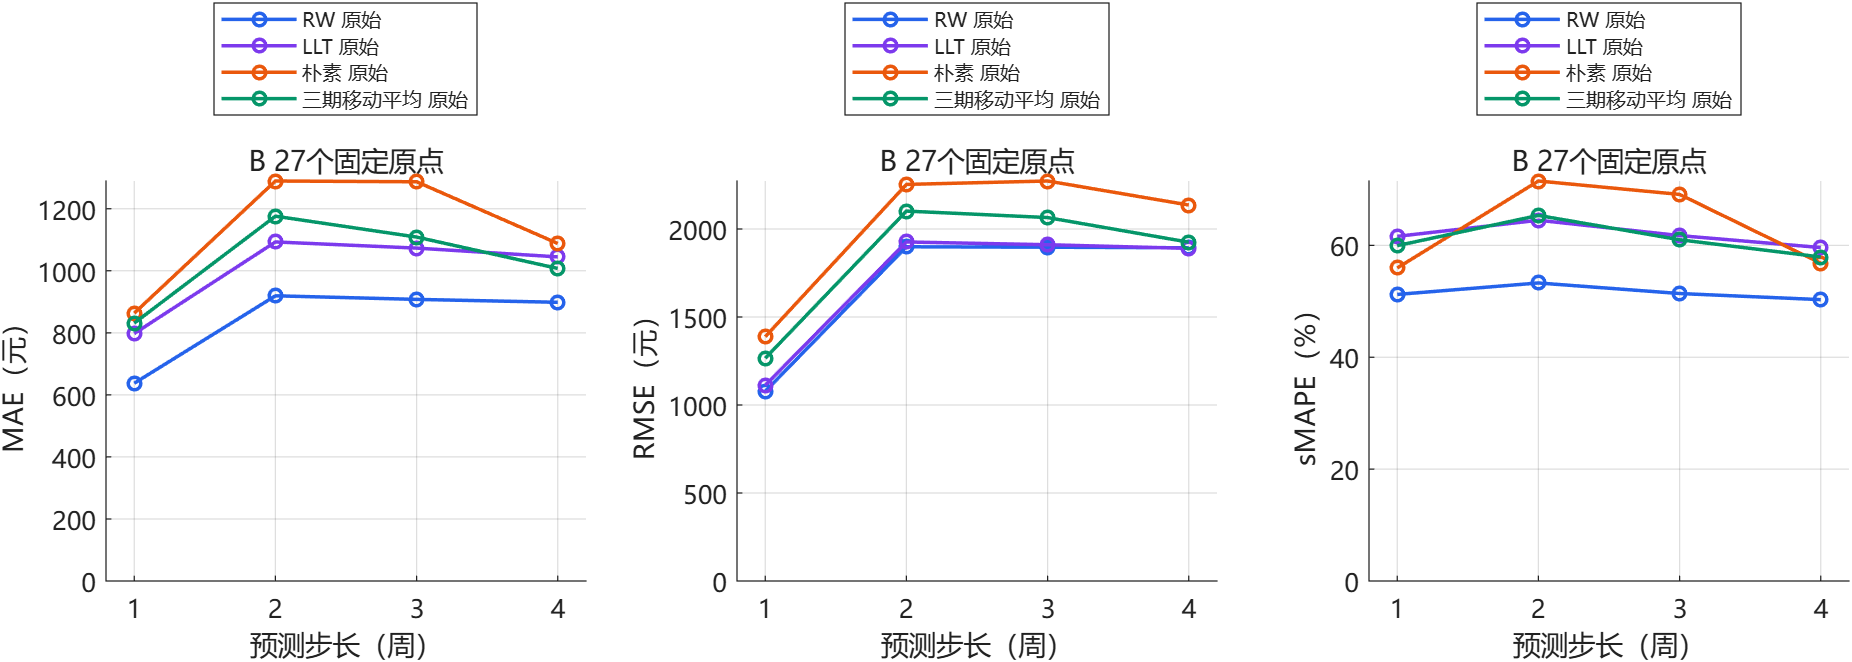 RW 原始
LLT 原始
朴素 原始
三期移动平均 原始
B 27个固定原点
MAE（元）
1200
1000
800
600
400
200
0
1 2 3 4
预测步长（周）
RW 原始
LLT 原始
朴素 原始
三期移动平均 原始
B 27个固定原点
RMSE（元）
2000
1500
1000
500
0
1 2 3 4
预测步长（周）
RW 原始
LLT 原始
朴素 原始
三期移动平均 原始
B 27个固定原点
sMAPE（%）
60
40
20
0
1 2 3 4
预测步长（周）